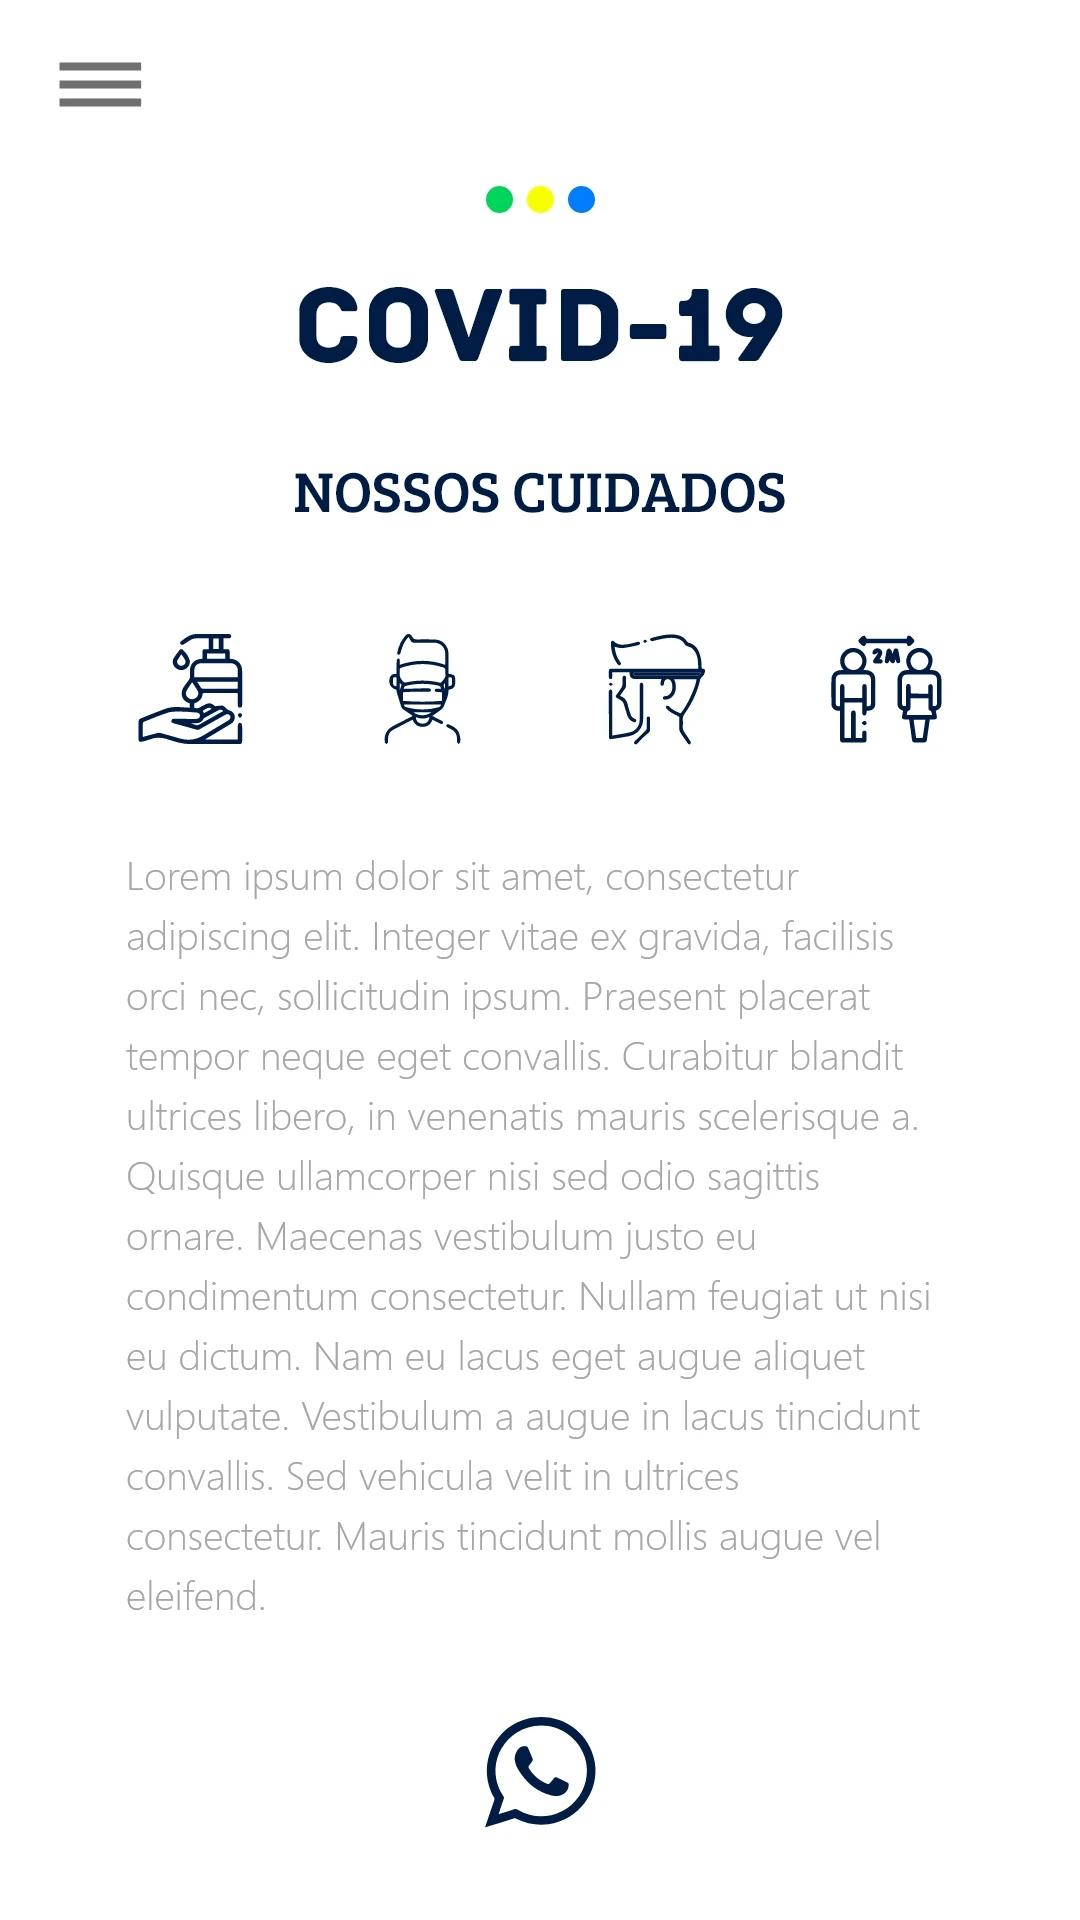 COVID-19
NOSSOS CUIDADOS
2M
Lorem ipsum dolor sit amet, consectetur
adipiscing elit. Integer vitae ex gravida, facilisis
orci nec, sollicitudin ipsum. Praesent placerat
tempor neque eget convallis. Curabitur blandit
ultrices libero, in venenatis mauris scelerisque a.
Quisque ullamcorper nisi sed odio sagittis
ornare. Maecenas vestibulum justo eu
condimentum consectetur. Nullam feugiat ut nisi
eu dictum. Nam eu lacus eget augue aliquet
vulputate. Vestibulum a augue in lacus tincidunt
convallis. Sed vehicula velit in ultrices
consectetur. Mauris tincidunt mollis augue vel
eleifend.